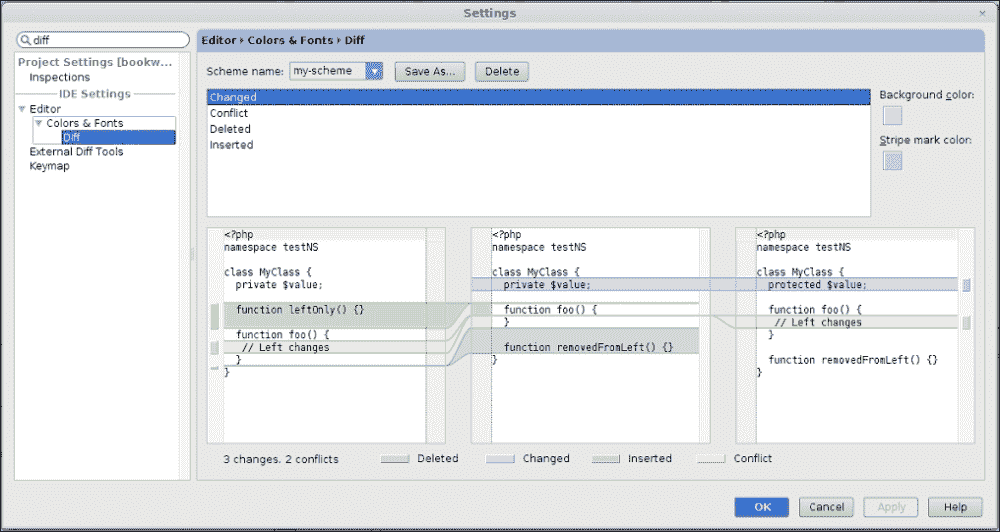 Settings
diff
Project Settings [bookw...
Inspections
IDE Settings
Editor
Colors & Fonts
Diff
External Diff Tools
Keymap
Editor › Colors & Fonts › Diff
Scheme name: my-scheme Save As... Delete
Changed
Conflict
Deleted
Inserted
Background color:
Stripe mark color:
<?php
namespace testNS
class MyClass {
private $value;
function leftOnly() {}
function foo() {
// Left changes
}
}
<?php
namespace testNS
class MyClass {
private $value;
function foo() {
}
function removedFromLeft() {}
}
<?php
namespace testNS
class MyClass {
protected $value;
function foo() {
// Left changes
}
function removedFromLeft() {}
}
3 changes. 2 conflicts Deleted Changed Inserted Conflict
OK Cancel Apply Help